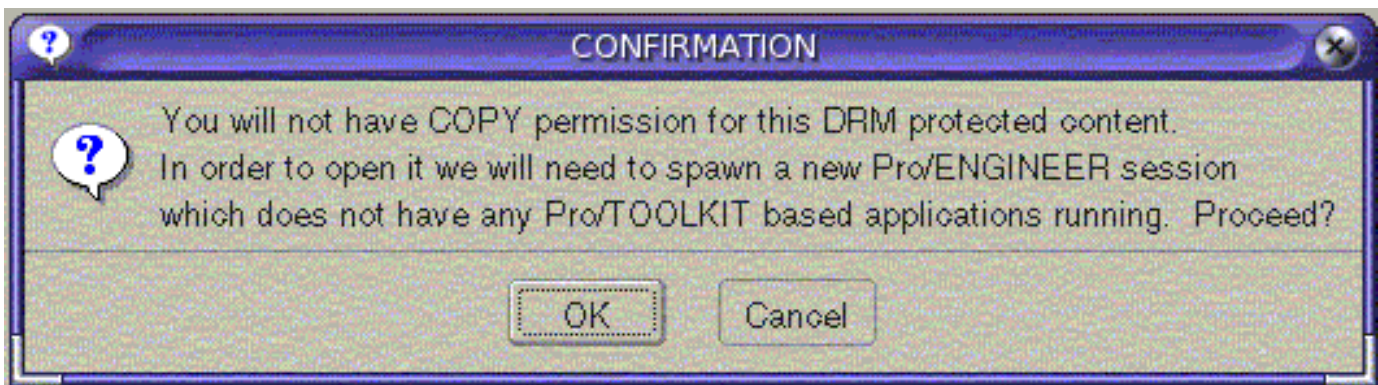 CONFIRMATION
You will not have COPY permission for this DRM protected content.
In order to open it we will need to spawn a new Pro/ENGINEER session
which does not have any Pro/TOOLKIT based applications running.  Proceed?
OK
Cancel